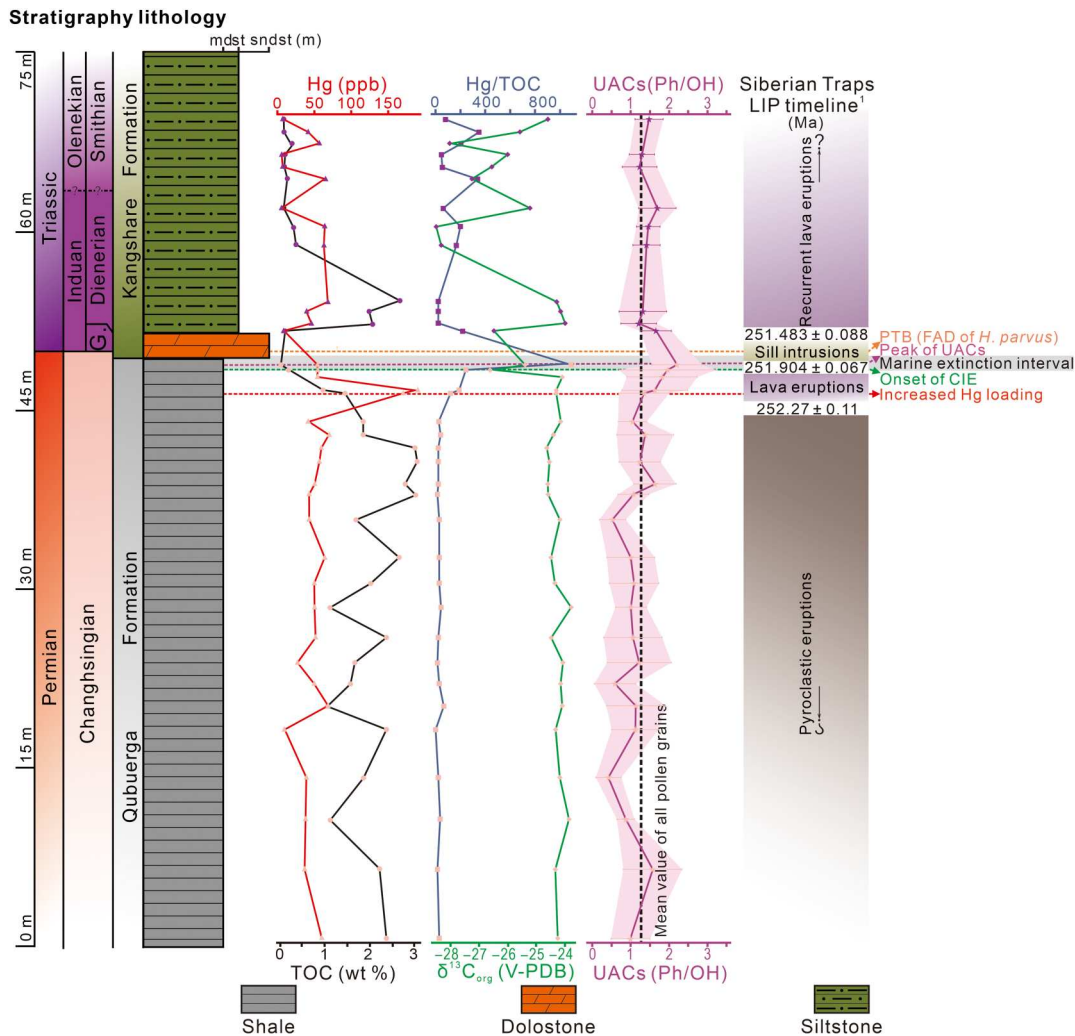 Stratigraphy lithology
mdst sndst (m)
Hg (ppb)
0 50 100 150
Hg/TOC
0 400 800
UACs(Ph/OH)
0 1 2 3
Siberian Traps
LIP timeline¹
(Ma)
75 m
60 m
45 m
30 m
15 m
0 m
Triassic
Permian
Olenekian
Induan
Smithian
Dienerian
G.
?
?
Changhsingian
Kangshare Formation
Qubuerga Formation
Recurrent lava eruptions
?
251.483 ± 0.088
Sill intrusions
251.904 ± 0.067
Lava eruptions
252.27 ± 0.11
Pyroclastic eruptions
?
PTB (FAD of H. parvus)
Peak of UACs
Marine extinction interval
Onset of CIE
Increased Hg loading
Mean value of all pollen grains
0 1 2 3
TOC (wt %)
−28 −27 −26 −25 −24
δ¹³Corg (V-PDB)
0 1 2 3
UACs (Ph/OH)
Shale
Dolostone
Siltstone